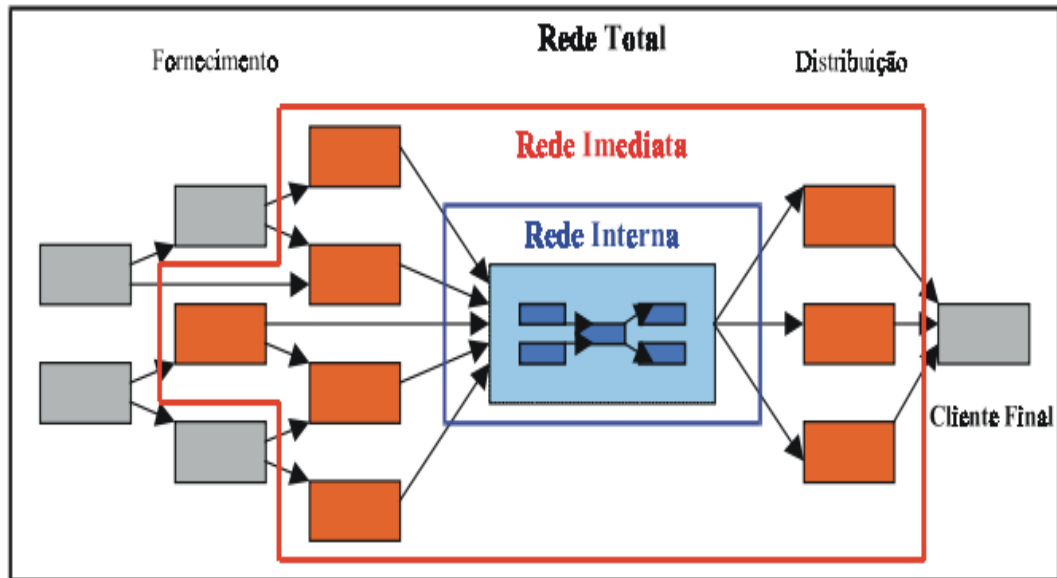 Rede Total
Fornecimento
Distribuição
Rede Imediata
Rede Interna
Cliente Final